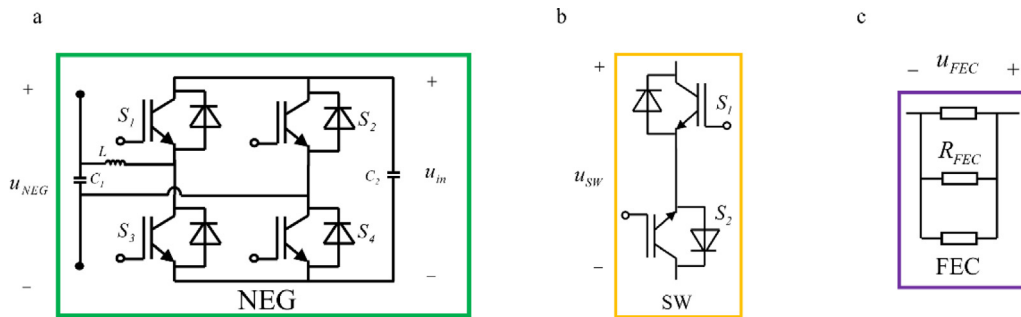 a
b
c
+
S1
S2
L
C1
uNEG
C2
+
uin
S3
S4
−
−
NEG
+
S1
uSW
S2
−
SW
uFEC
− +
RFEC
FEC